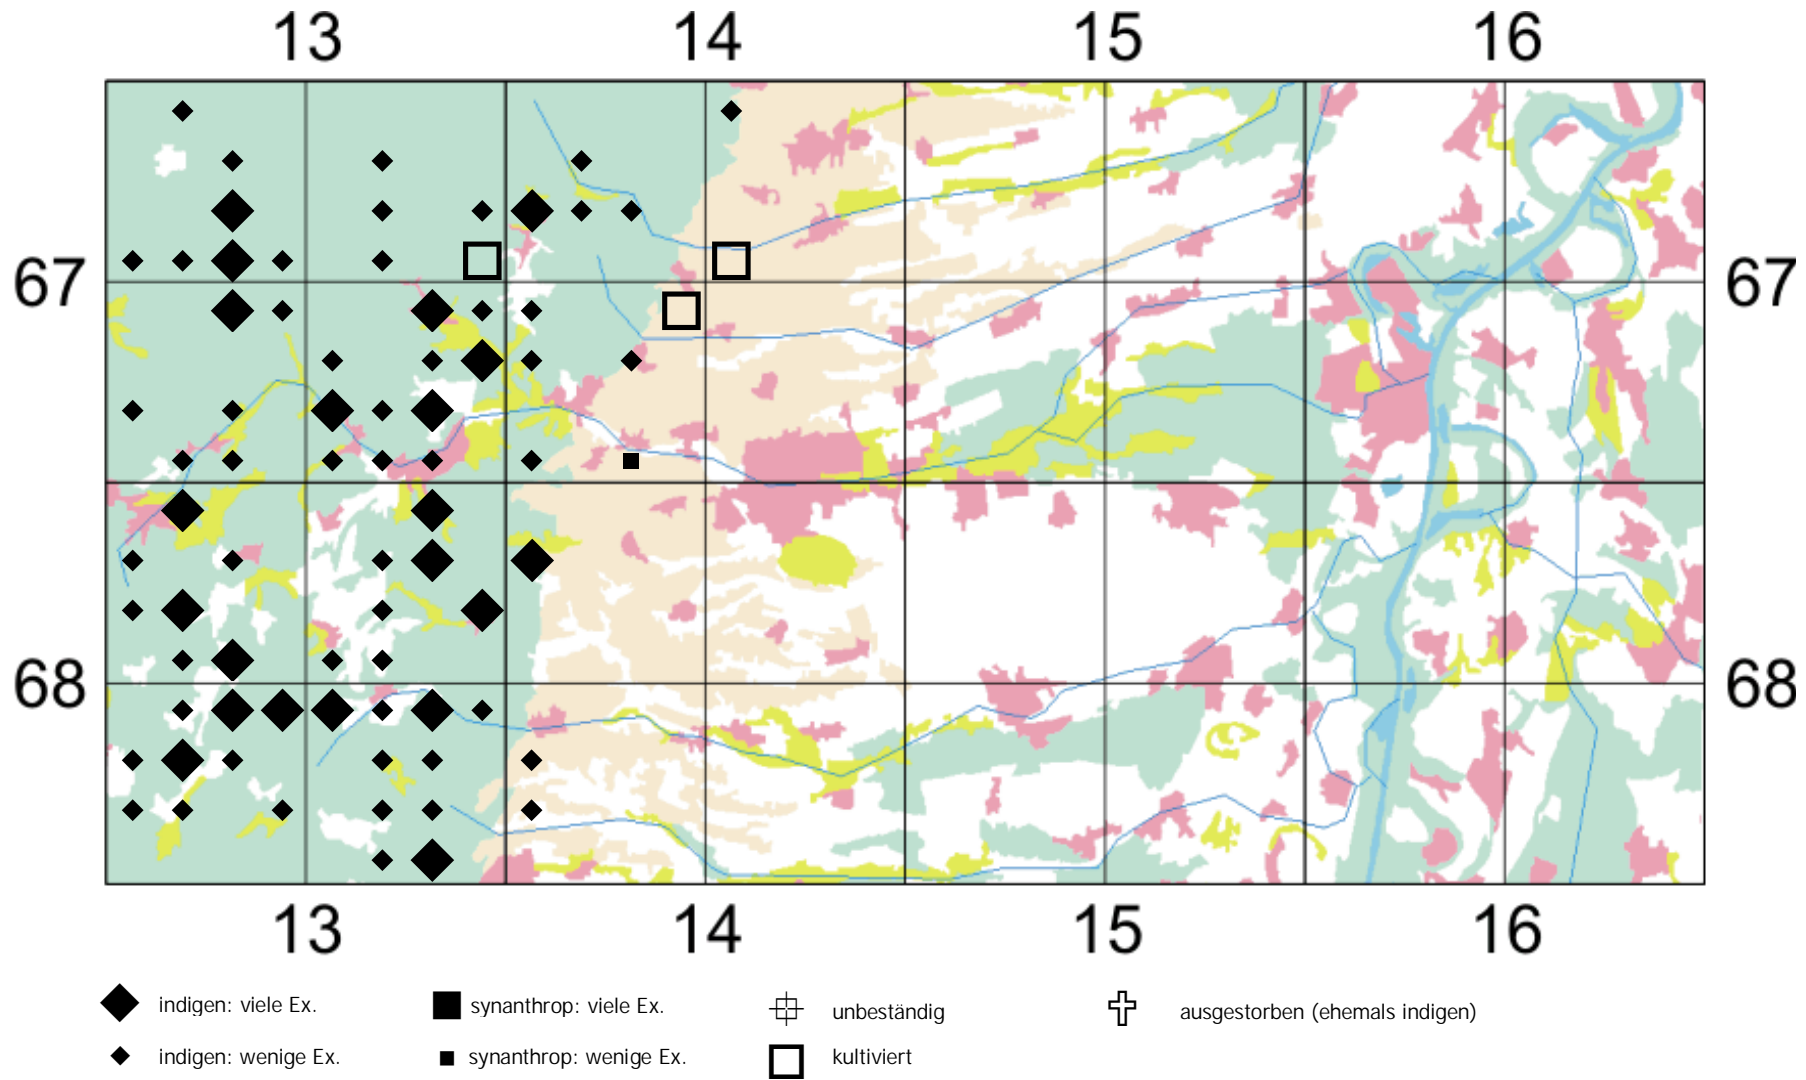 13 14 15 16
67 67
68 68
13 14 15 16
indigen: viele Ex. synanthrop: viele Ex. unbeständig ausgestorben (ehemals indigen)
indigen: wenige Ex. synanthrop: wenige Ex. kultiviert